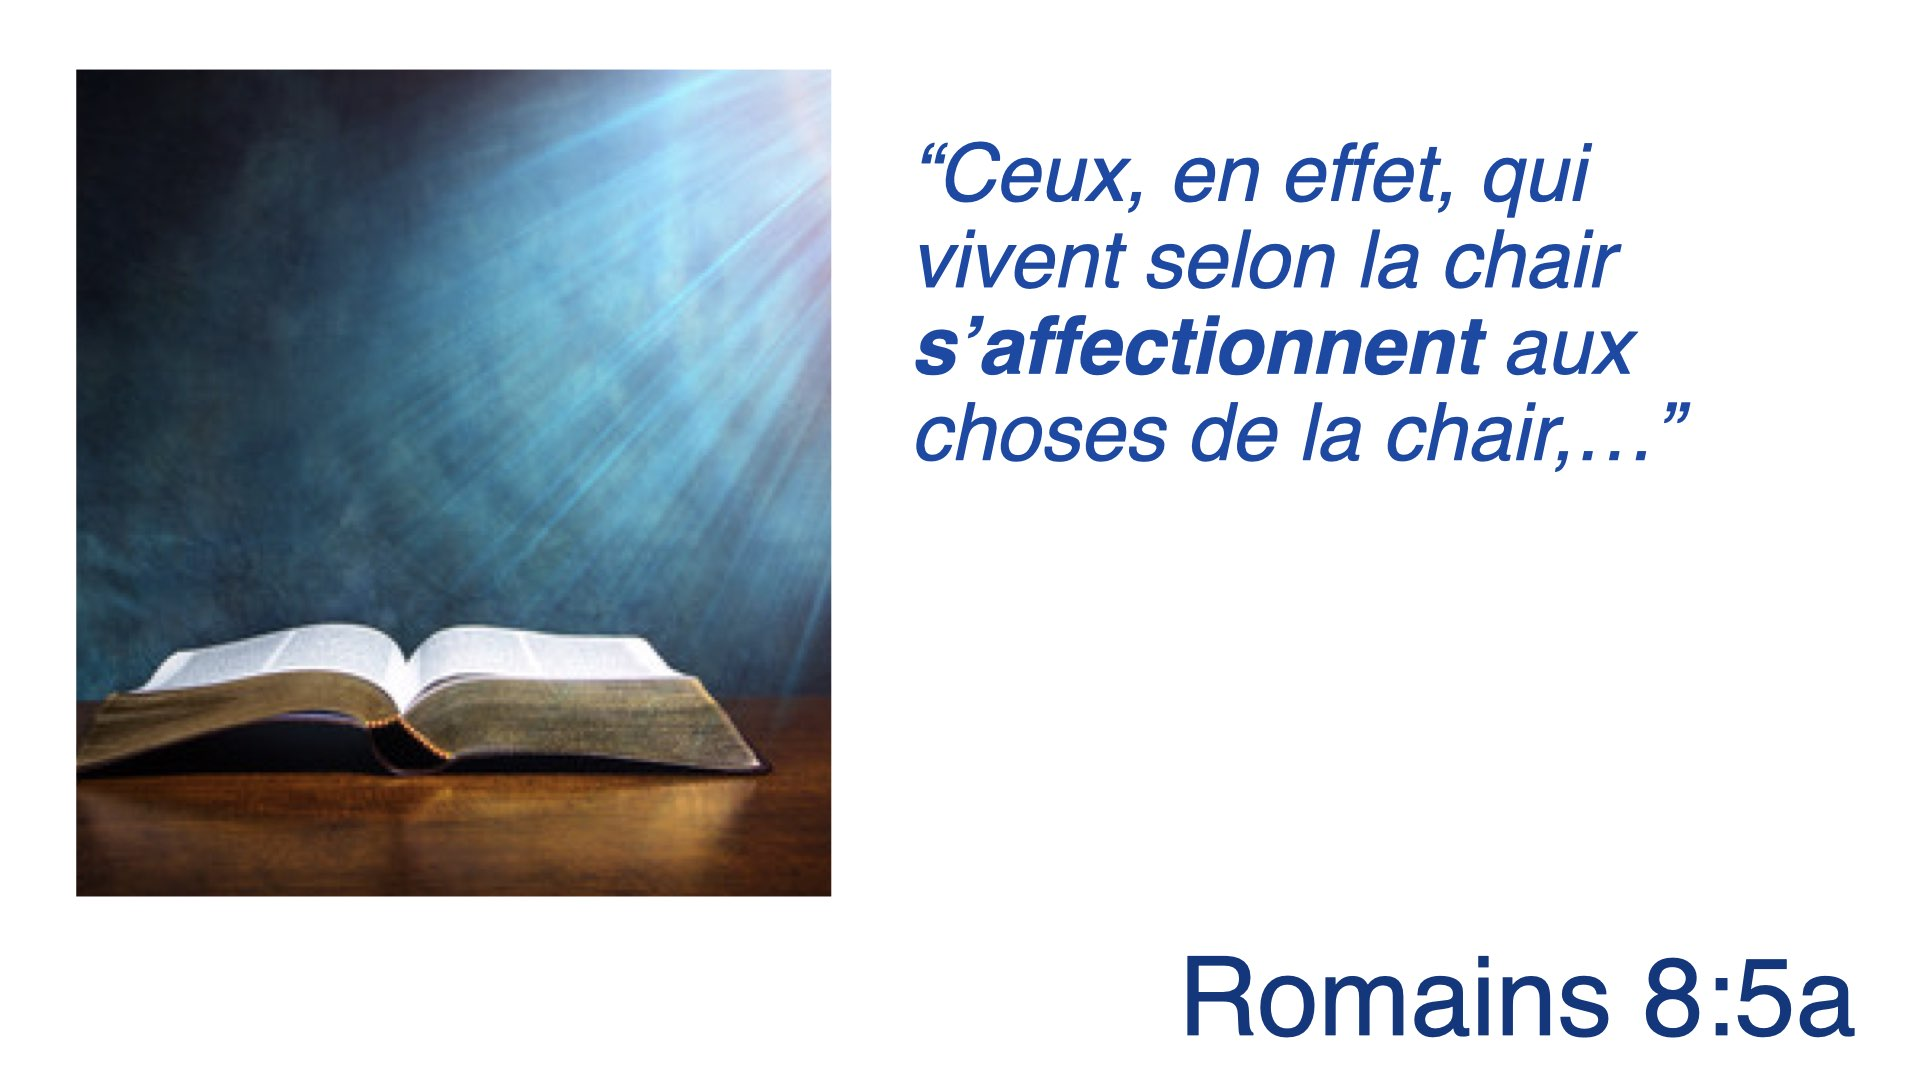 “Ceux, en effet, qui
vivent selon la chair
s’affectionnent aux
choses de la chair,…”
Romains 8:5a